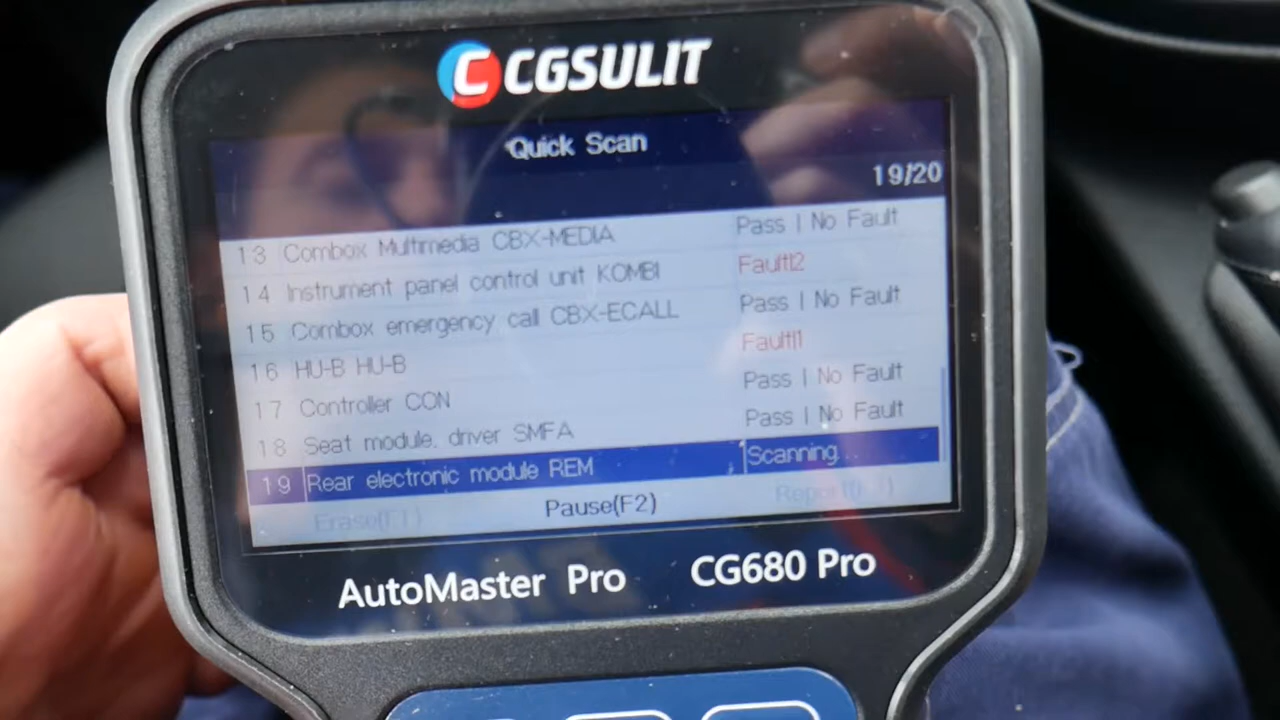 CGSULIT
Quick Scan
19/20
13 Combox Multimedia CBX-MEDIA Pass | No Fault
14 Instrument panel control unit KOMBI Fault|2
15 Combox emergency call CBX-ECALL Pass | No Fault
16 HU-B HU-B Fault|1
17 Controller CON Pass | No Fault
18 Seat module. driver SMFA Pass | No Fault
19 Rear electronic module REM Scanning..
Erase(F1) Pause(F2)
AutoMaster Pro CG680 Pro